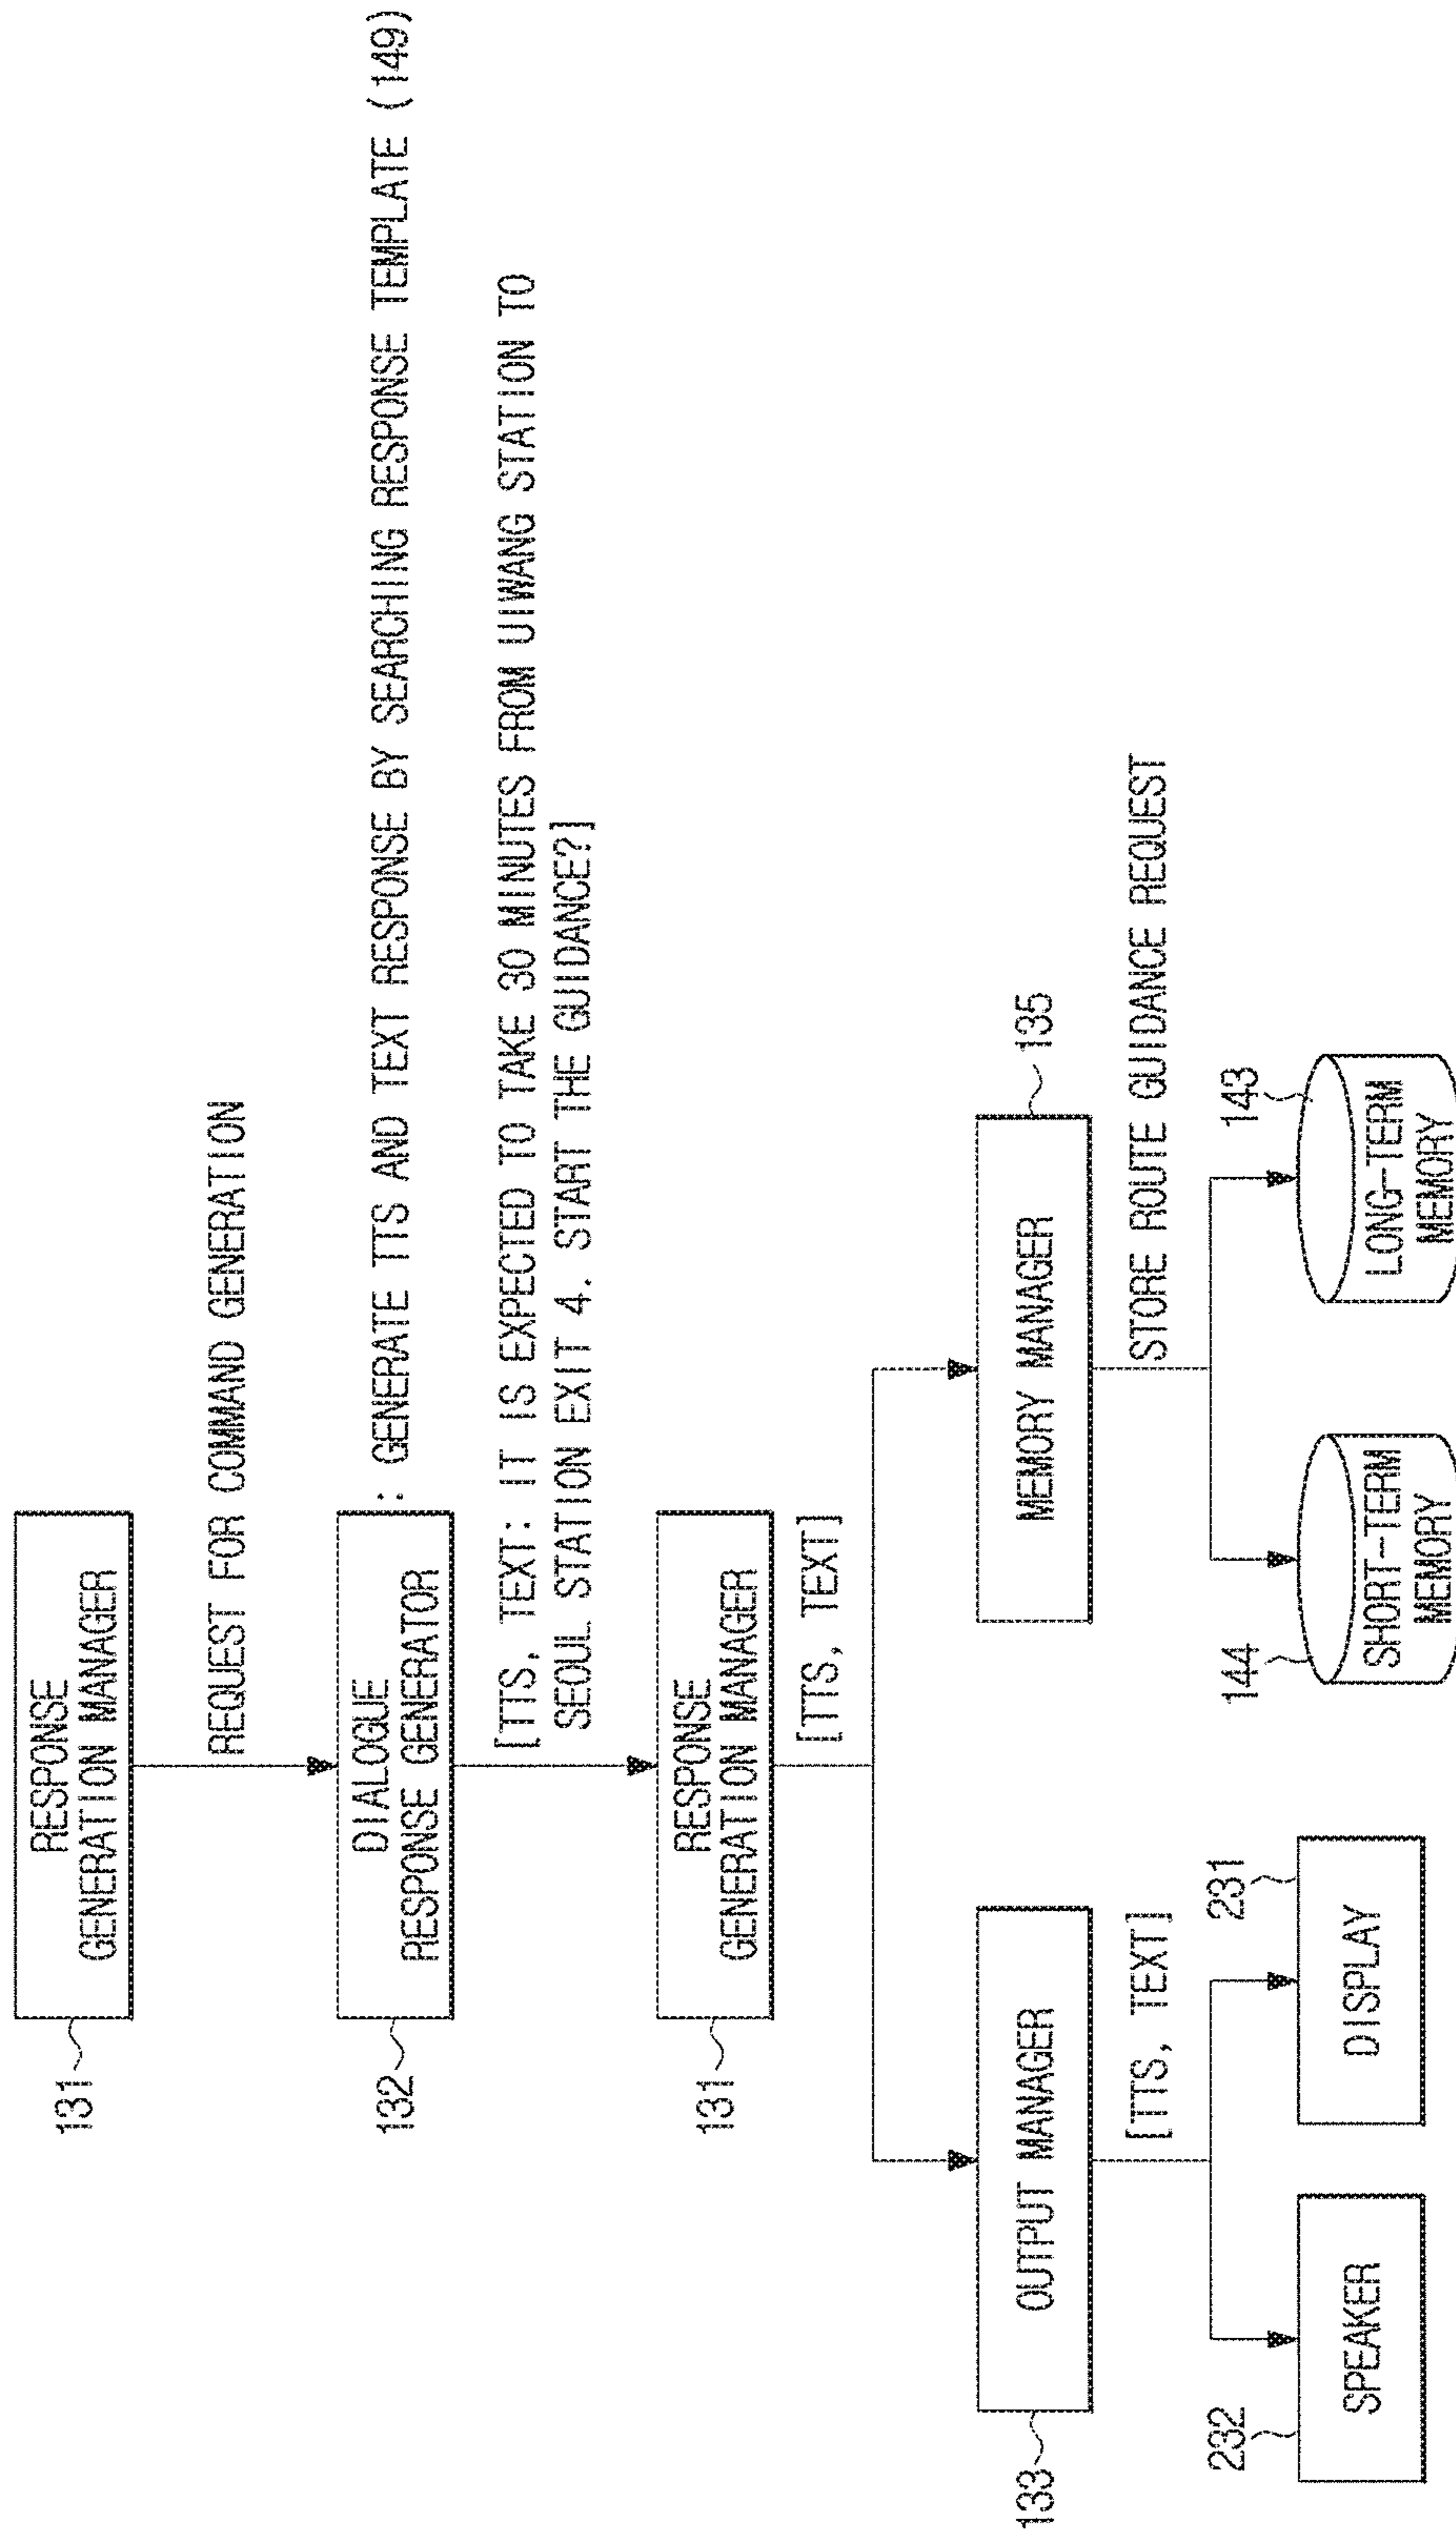 131
RESPONSE
GENERATION MANAGER
REQUEST FOR COMMAND GENERATION
132
DIALOGUE
RESPONSE GENERATOR
: GENERATE TTS AND TEXT RESPONSE BY SEARCHING RESPONSE TEMPLATE (149)
[TTS, TEXT: IT IS EXPECTED TO TAKE 30 MINUTES FROM UIWANG STATION TO
SEOUL STATION EXIT 4. START THE GUIDANCE?]
131
RESPONSE
GENERATION MANAGER
[TTS, TEXT]
133
OUTPUT MANAGER
MEMORY MANAGER
135
[TTS, TEXT]
STORE ROUTE GUIDANCE REQUEST
232
SPEAKER
231
DISPLAY
144
SHORT-TERM
MEMORY
143
LONG-TERM
MEMORY